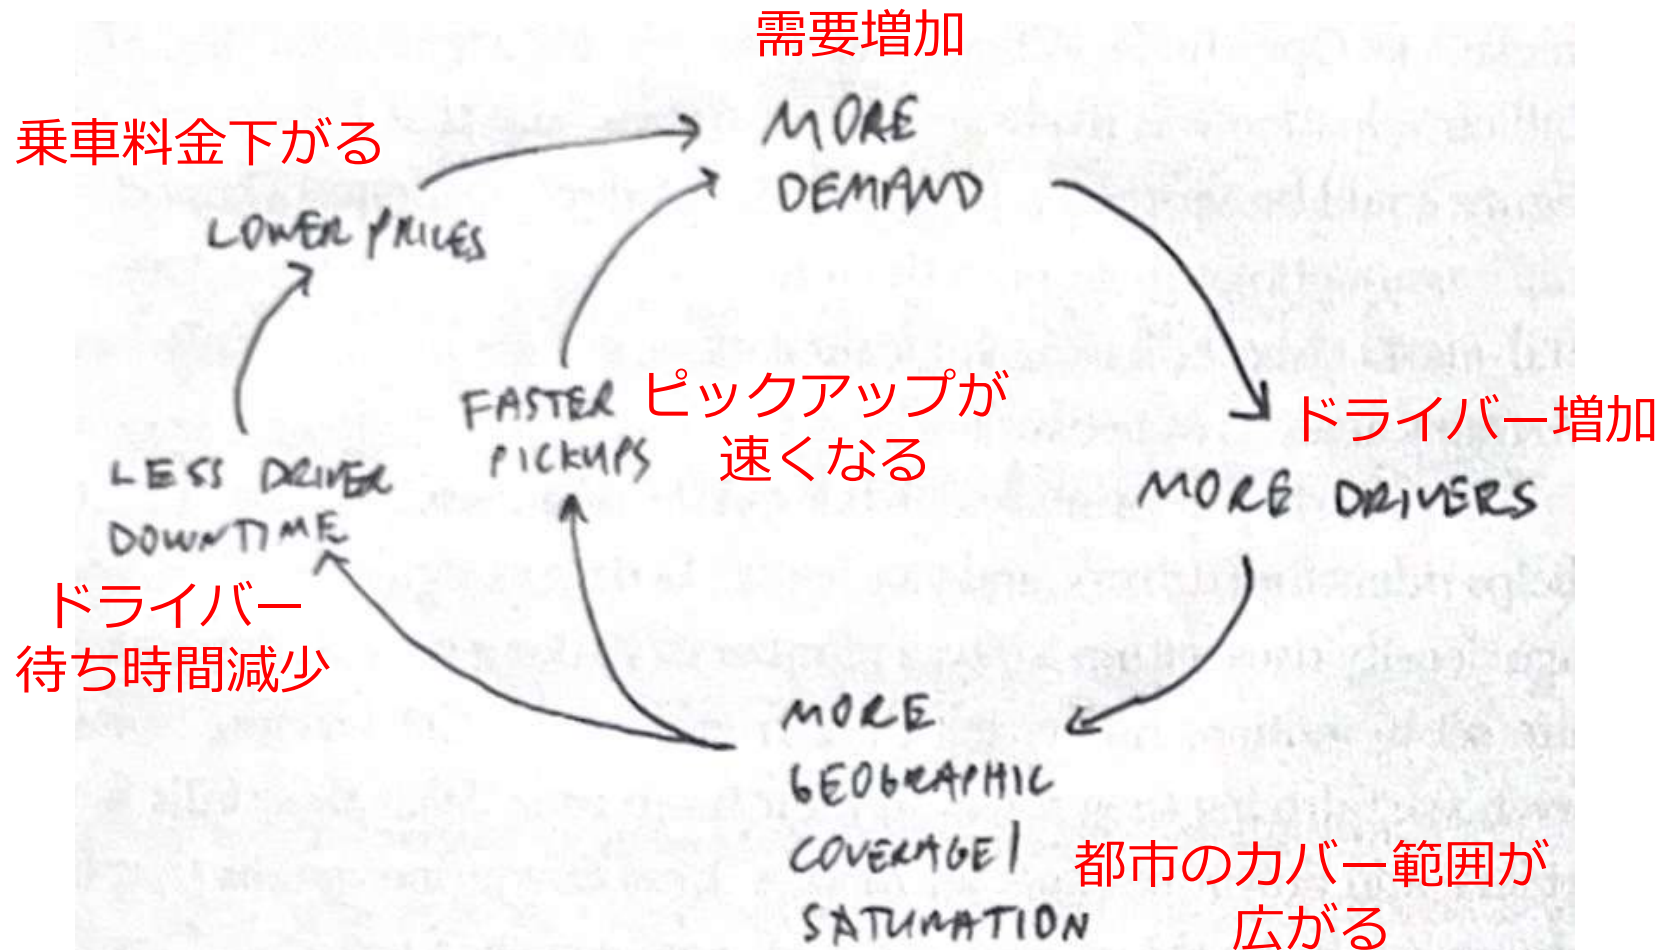 需要増加
MORE
DEMAND
乗車料金下がる
LOWER PRICES
FASTER
PICKUPS
ピックアップが
速くなる
ドライバー増加
MORE DRIVERS
LESS DRIVER
DOWNTIME
ドライバー
待ち時間減少
MORE
GEOGRAPHIC
COVERAGE/
SATURATION
都市のカバー範囲が
広がる